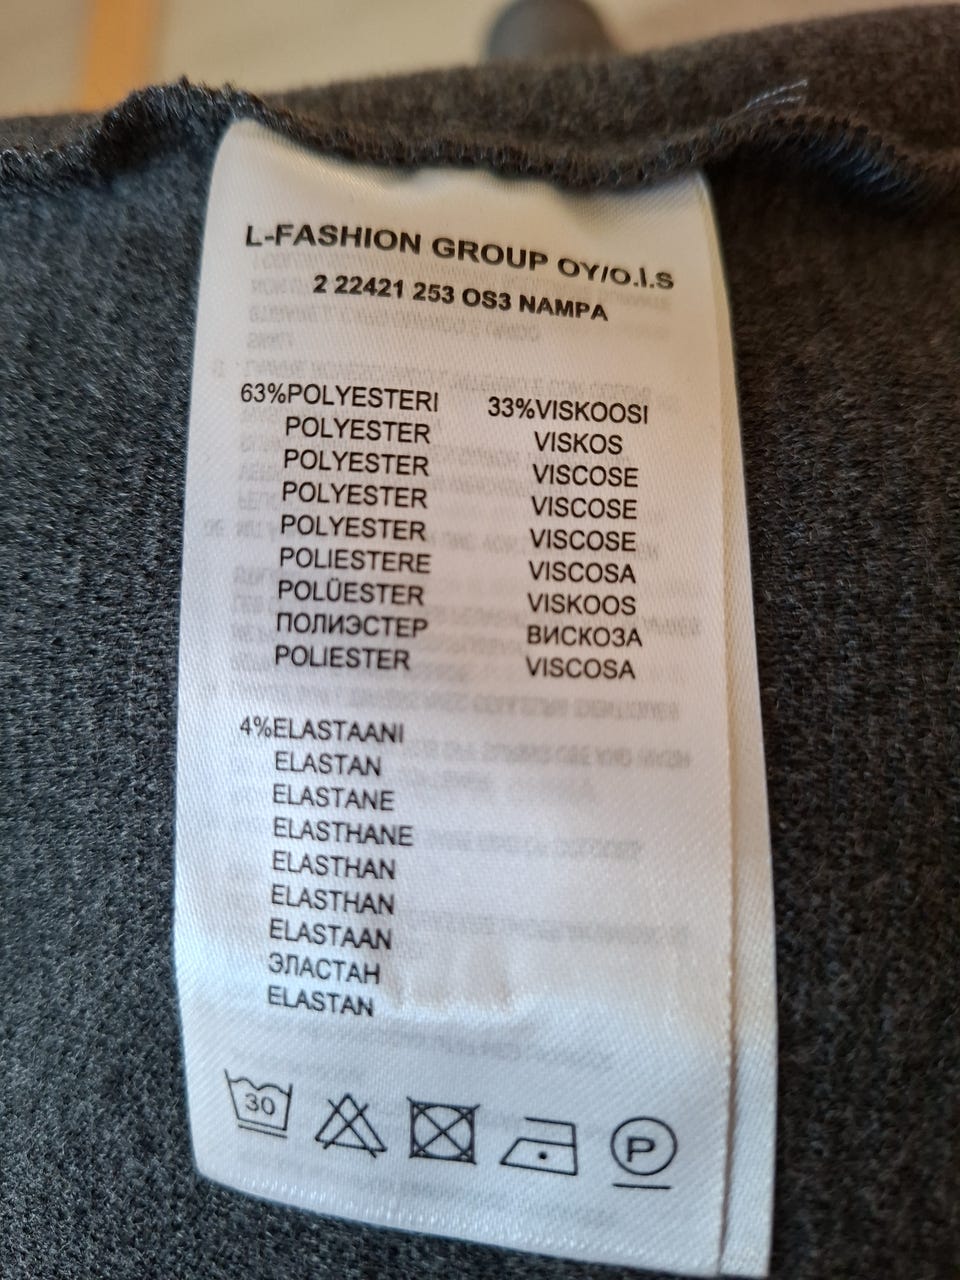 L-FASHION GROUP OY/O.I.S
2 22421 253 OS3 NAMPA
63%POLYESTERI
POLYESTER
POLYESTER
POLYESTER
POLYESTER
POLIESTERE
POLÜESTER
ПОЛИЭСТЕР
POLIESTER
33%VISKOOSI
VISKOS
VISCOSE
VISCOSE
VISCOSE
VISCOSA
VISKOOS
ВИСКОЗА
VISCOSA
4%ELASTAANI
ELASTAN
ELASTANE
ELASTHANE
ELASTHAN
ELASTHAN
ELASTAAN
ЭЛАСТАН
ELASTAN
30
P